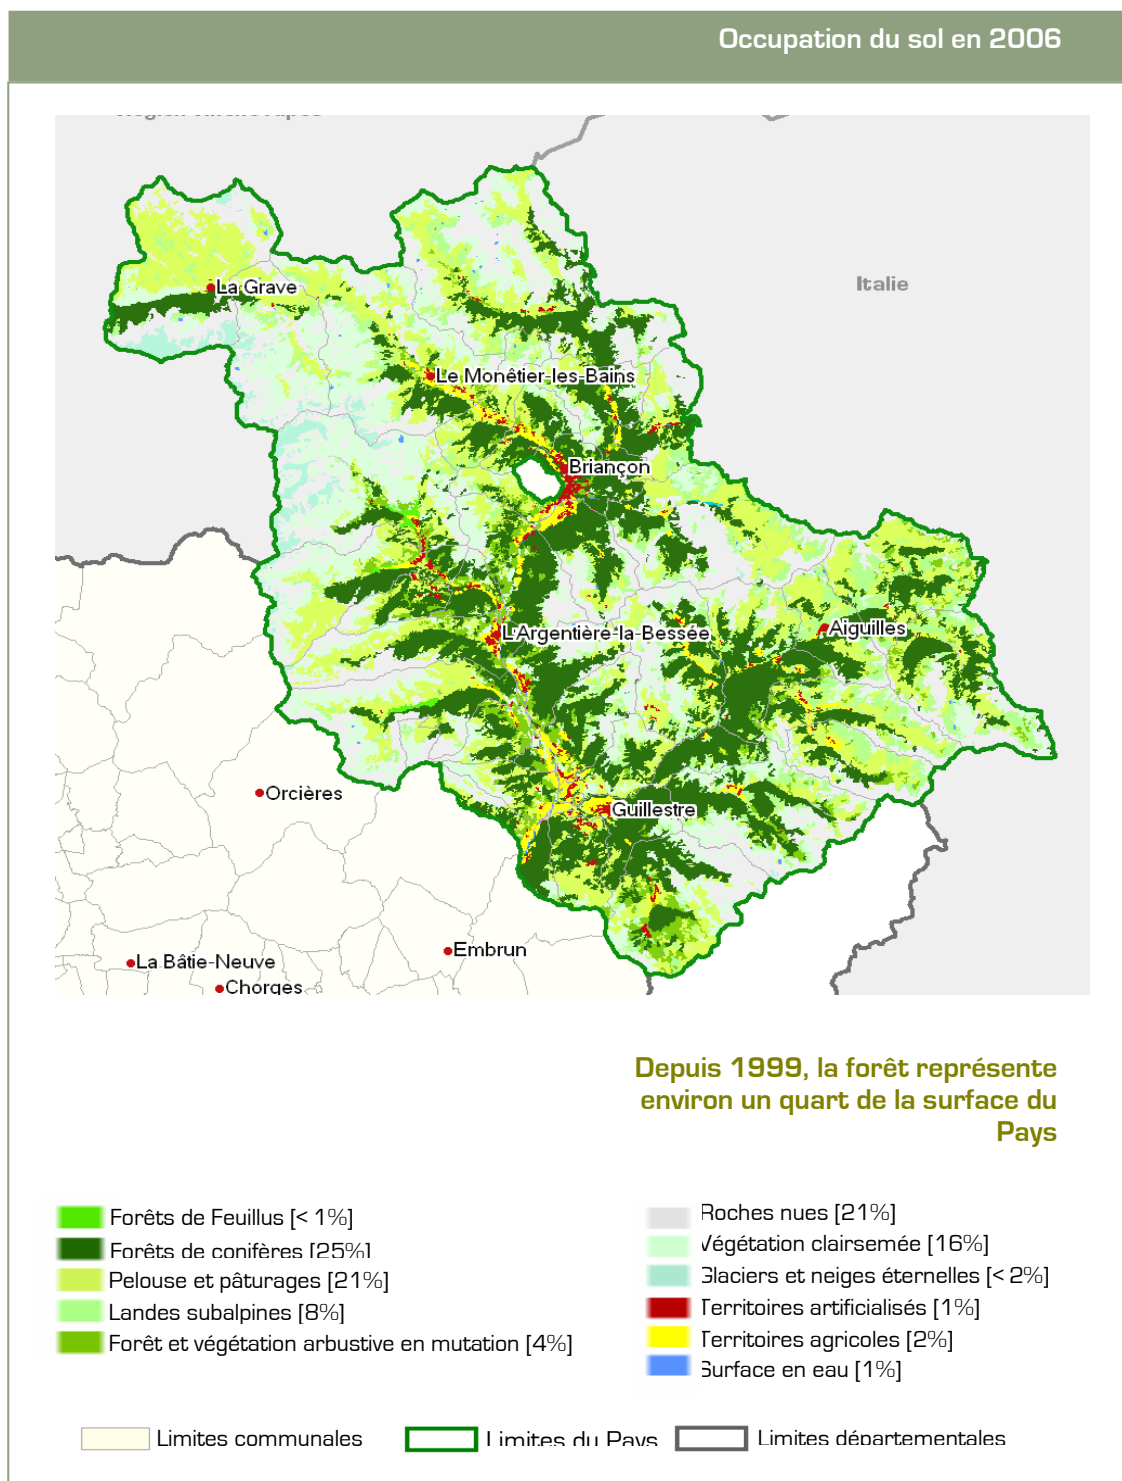 Occupation du sol en 2006
Italie
La Grave
Le Monêtier-les-Bains
Briançon
L'Argentière-la-Bessée
Aiguilles
Orcières
Guillestre
Embrun
La Bâtie-Neuve
Chorges
Depuis 1999, la forêt représente
environ un quart de la surface du
Pays
Forêts de Feuillus [< 1%]
Forêts de conifères [25%]
Pelouse et pâturages [21%]
Landes subalpines [8%]
Forêt et végétation arbustive en mutation [4%]
Roches nues [21%]
Végétation clairsemée [16%]
Glaciers et neiges éternelles [< 2%]
Territoires artificialisés [1%]
Territoires agricoles [2%]
Surface en eau [1%]
Limites communales
Limites du Pays
Limites départementales